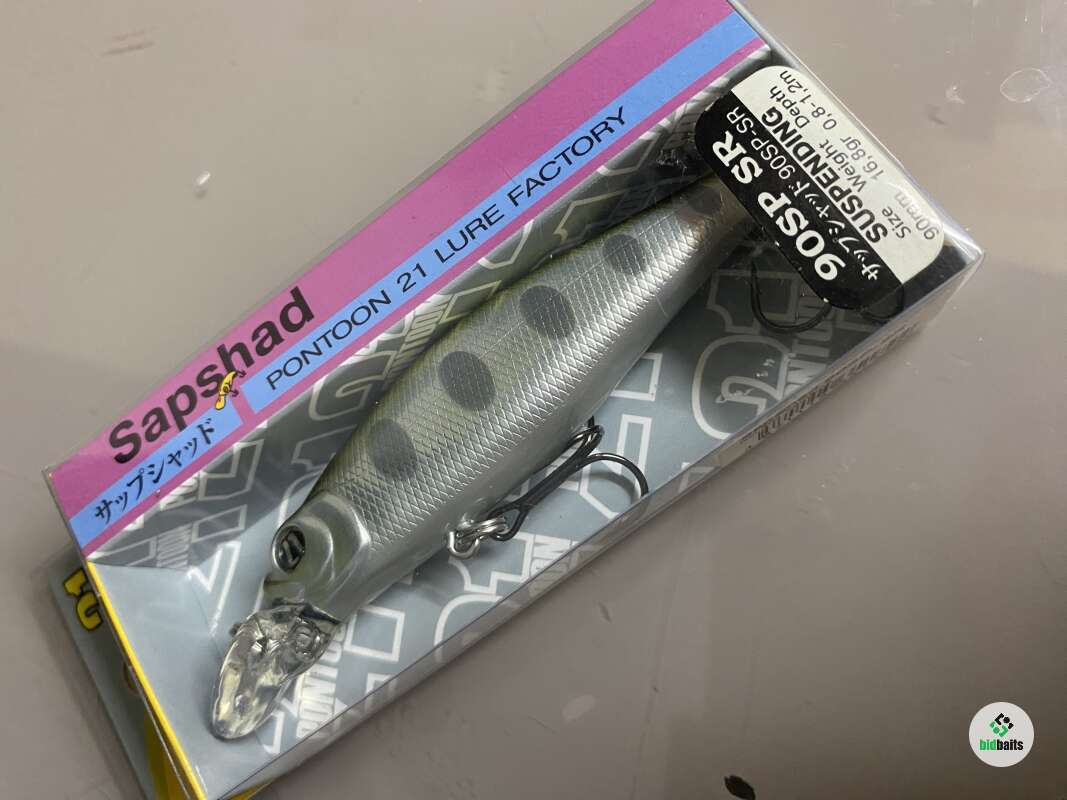 Sapshad
サップシャッド
PONTOON 21 LURE FACTORY
90SP SR
サップシャッド 90SP-SR
SUSPENDING
Size Weight Depth
90mm 16,8gr 0,8-1,2m
bidbaits